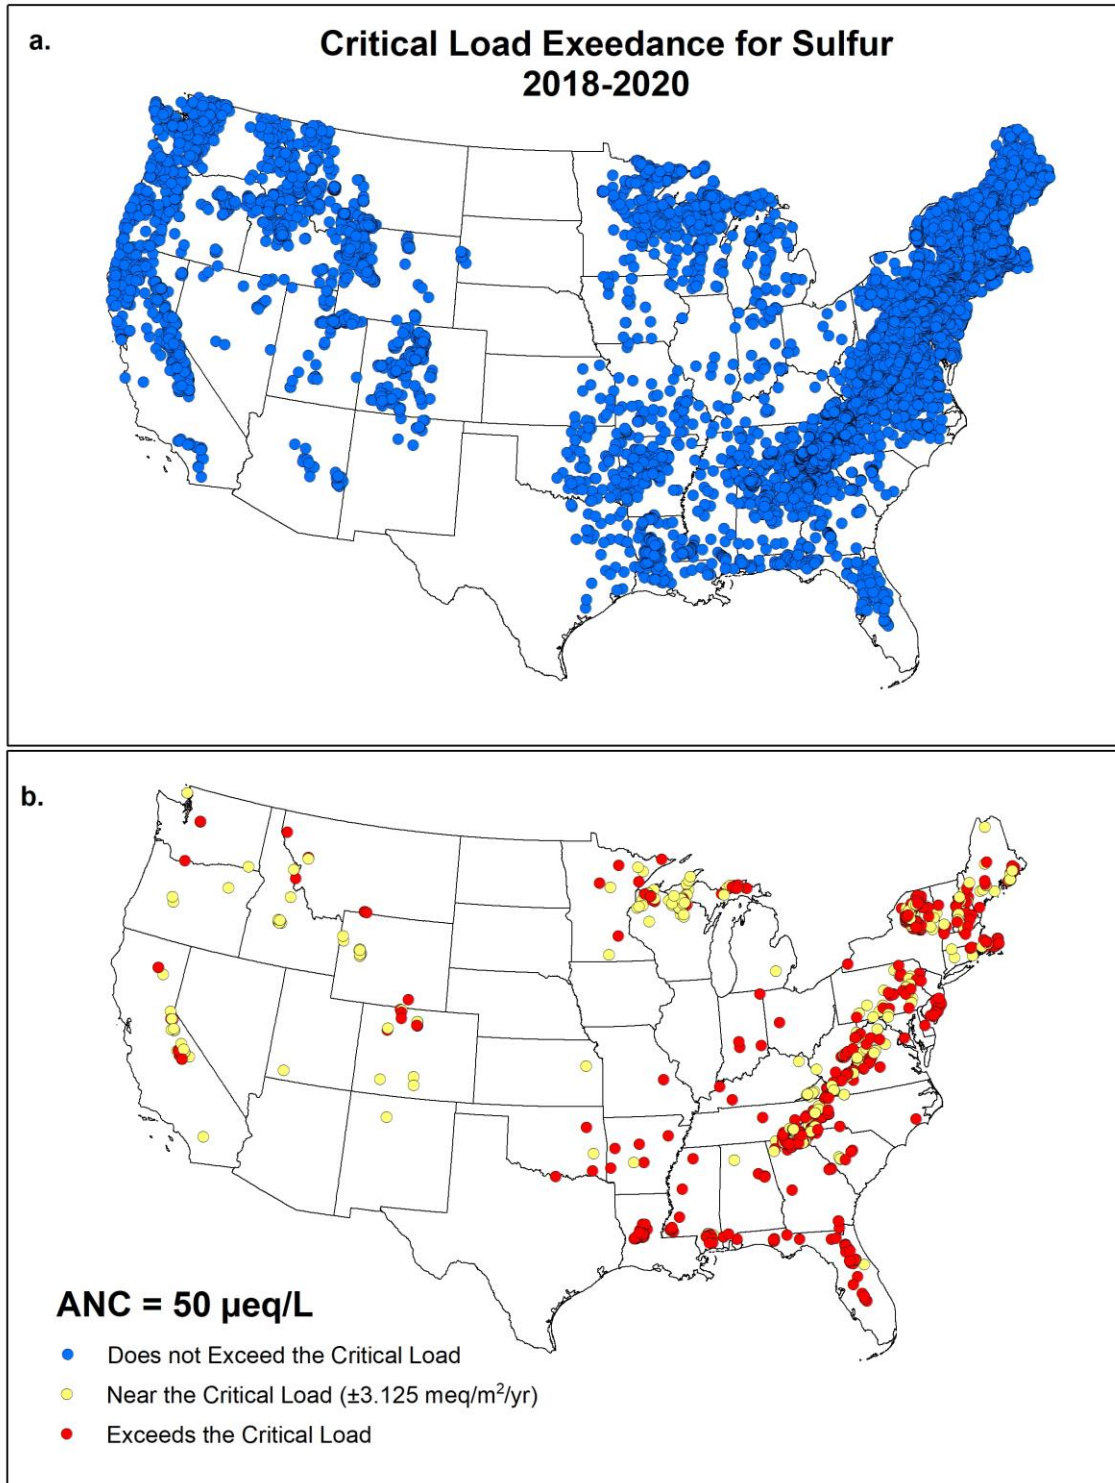 a.
Critical Load Exeedance for Sulfur
2018-2020
b.
ANC = 50 µeq/L
Does not Exceed the Critical Load
Near the Critical Load (±3.125 meq/m²/yr)
Exceeds the Critical Load